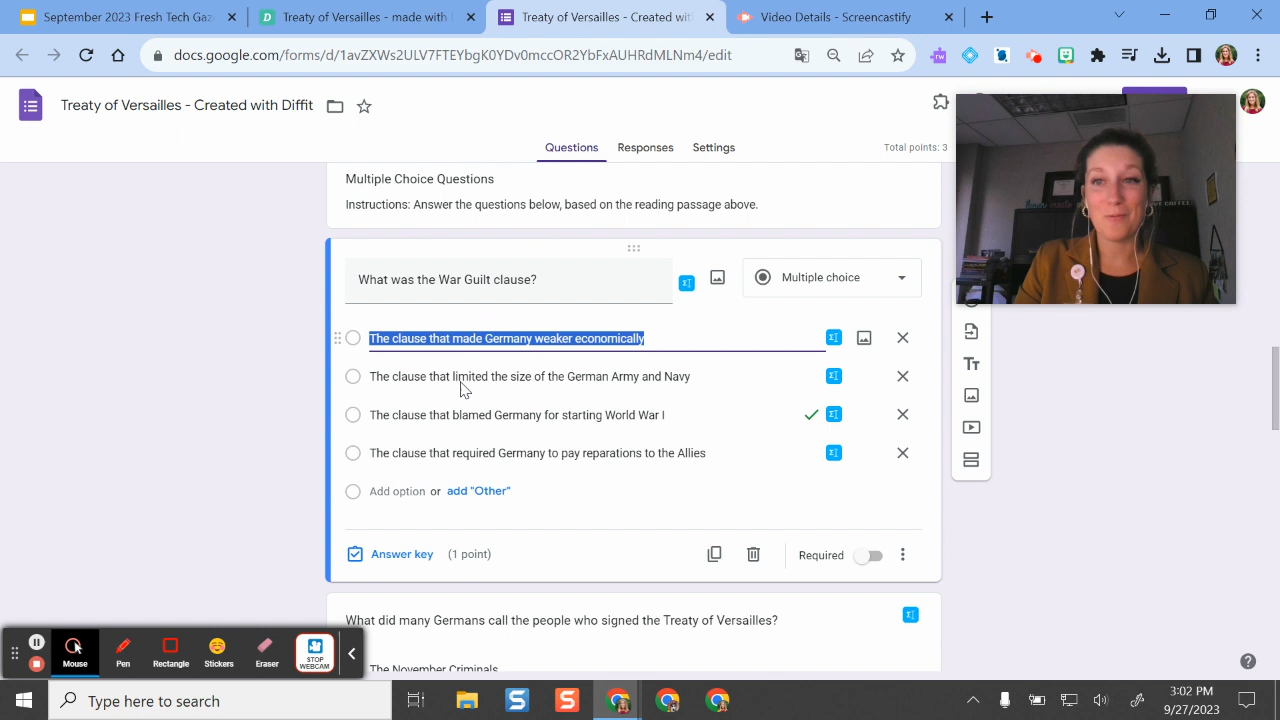 September 2023 Fresh Tech Gaz
Treaty of Versailles - made with
Treaty of Versailles - Created with
Video Details - Screencastify
docs.google.com/forms/d/1avZXWs2ULV7FTEYbgK0YDv0mccOR2YbFxAUHRdMLNm4/edit
Treaty of Versailles - Created with Diffit
Questions
Responses
Settings
Total points: 3
Multiple Choice Questions
Instructions: Answer the questions below, based on the reading passage above.
What was the War Guilt clause?
Multiple choice
The clause that made Germany weaker economically
The clause that limited the size of the German Army and Navy
The clause that blamed Germany for starting World War I
The clause that required Germany to pay reparations to the Allies
Add option or add "Other"
Answer key (1 point)
Required
What did many Germans call the people who signed the Treaty of Versailles?
The November Criminals
Mouse
Pen
Rectangle
Stickers
Eraser
STOP
WEBCAM
Type here to search
3:02 PM
9/27/2023